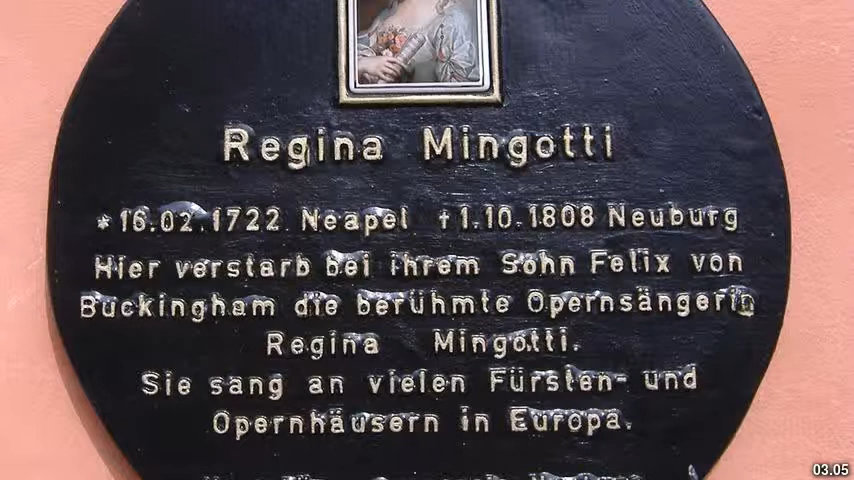 Regina Mingotti
*16.02.1722 Neapel †1.10.1808 Neuburg
Hier verstarb bei ihrem Sohn Felix von
Buckingham die berühmte Opernsängerin
Regina Mingotti.
Sie sang an vielen Fürsten- und
Opernhäusern in Europa.
03.05